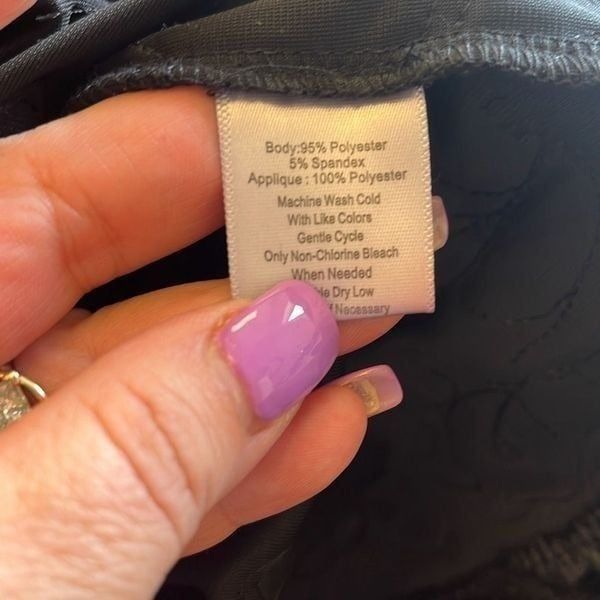 Body:95% Polyester
5% Spandex
Applique : 100% Polyester
Machine Wash Cold
With Like Colors
Gentle Cycle
Only Non-Chlorine Bleach
When Needed
Dry Low
Necessary